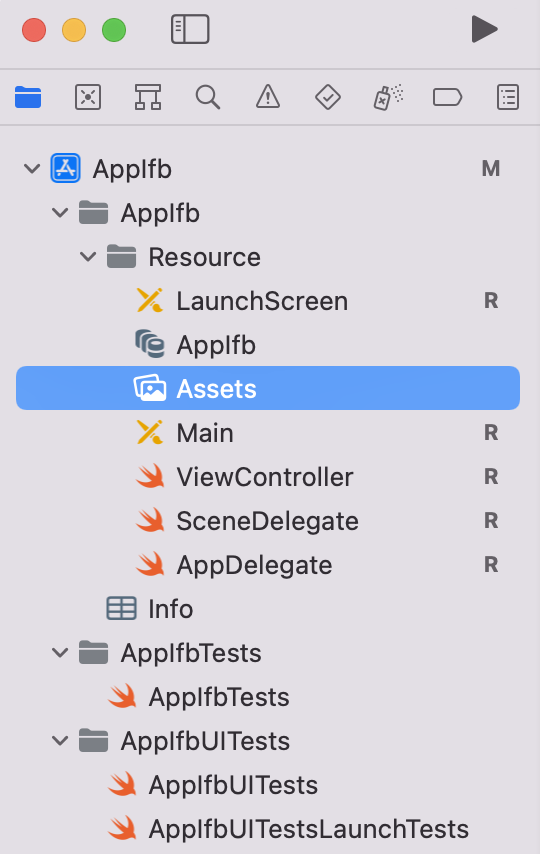 AppIfb M
AppIfb
Resource
LaunchScreen R
AppIfb
Assets
Main R
ViewController R
SceneDelegate R
AppDelegate R
Info
AppIfbTests
AppIfbTests
AppIfbUITests
AppIfbUITests
AppIfbUITestsLaunchTests